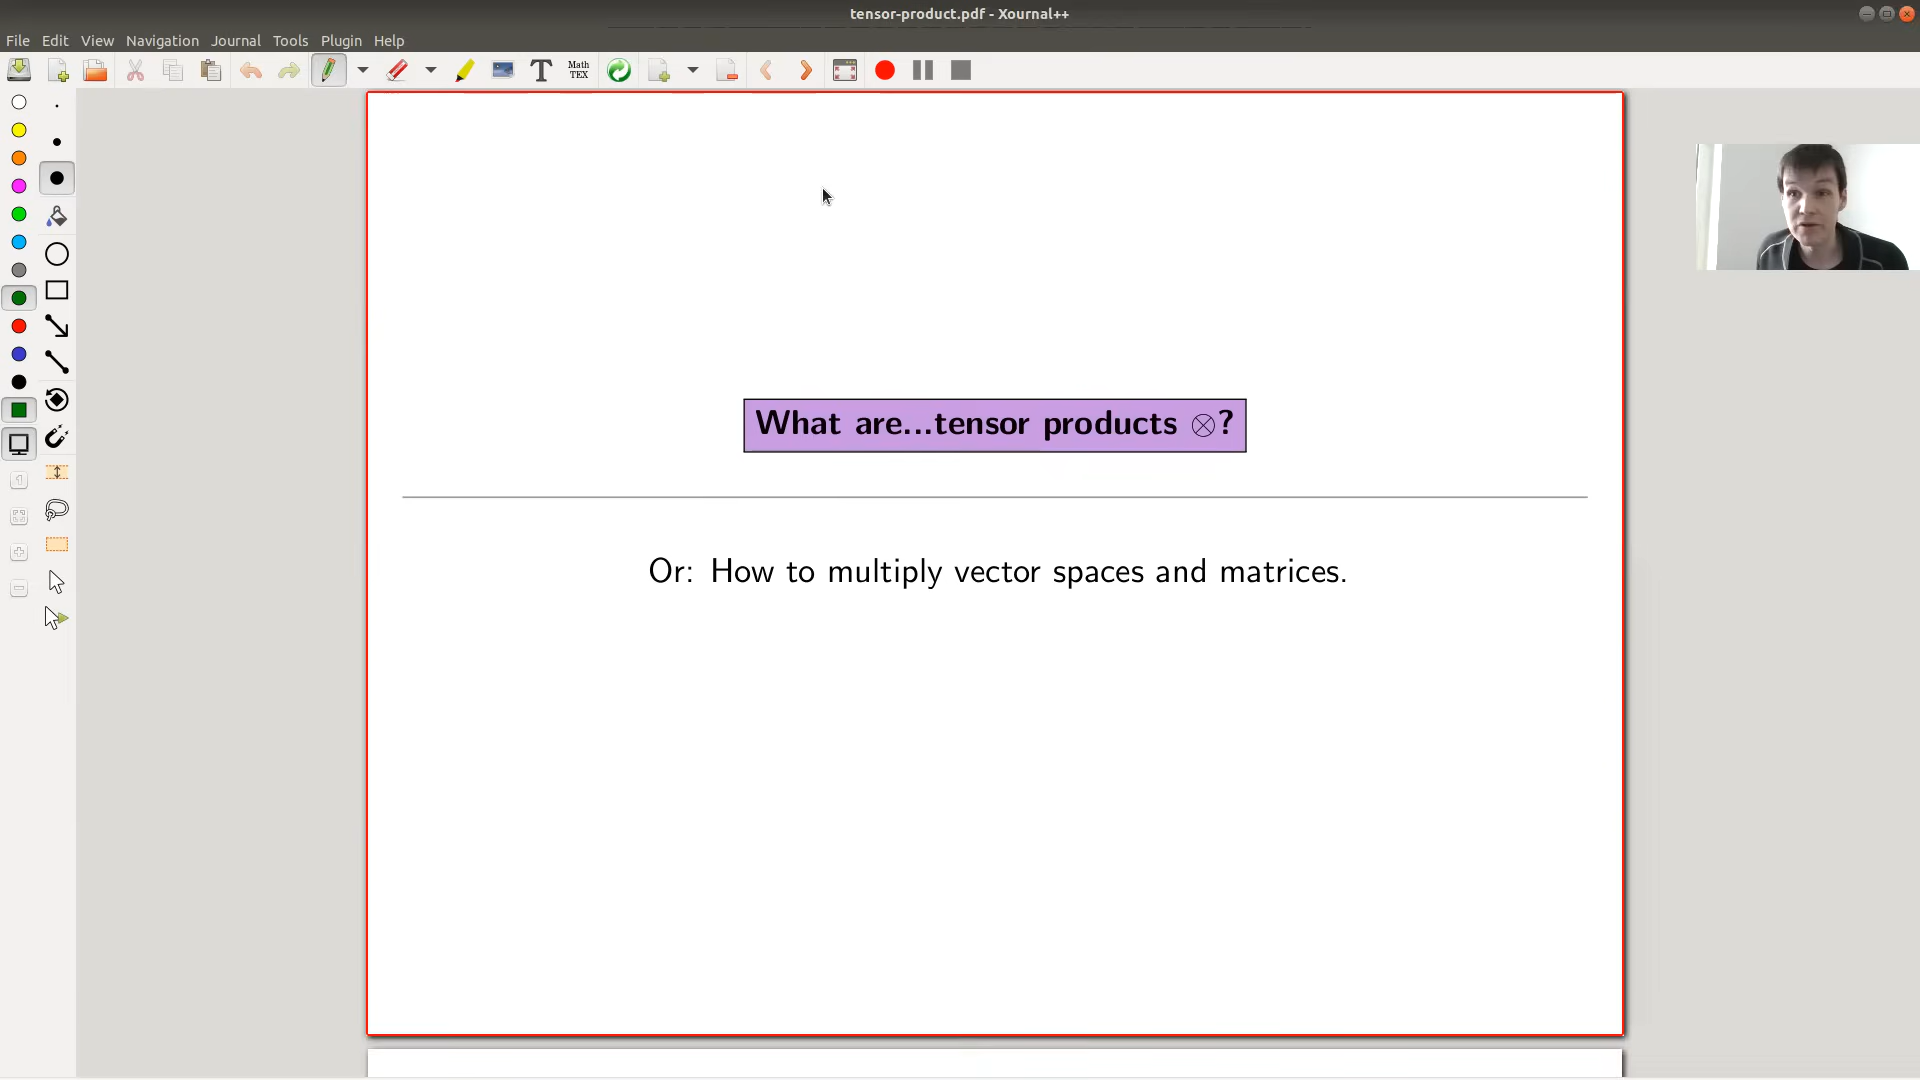 tensor-product.pdf - Xournal++
File Edit View Navigation Journal Tools Plugin Help
Math
TEX
What are...tensor products ⊗?
Or: How to multiply vector spaces and matrices.